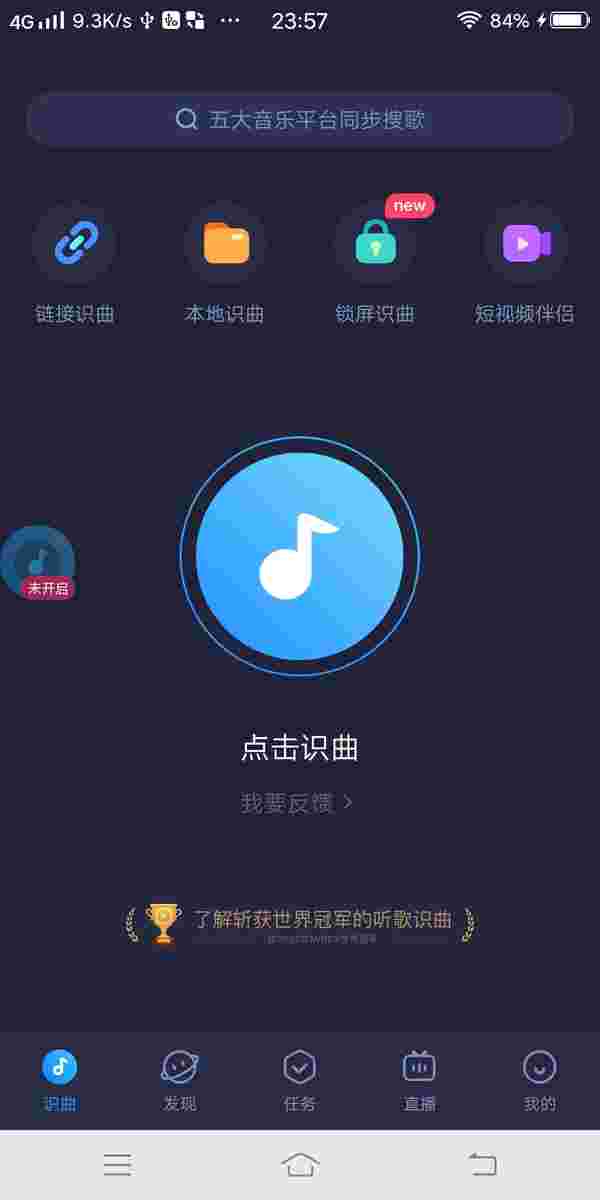 4G 9.3K/s ··· 23:57 84%
五大音乐平台同步搜歌
new
链接识曲 本地识曲 锁屏识曲 短视频伴侣
未开启
点击识曲
我要反馈
了解斩获世界冠军的听歌识曲
识曲 发现 任务 直播 我的